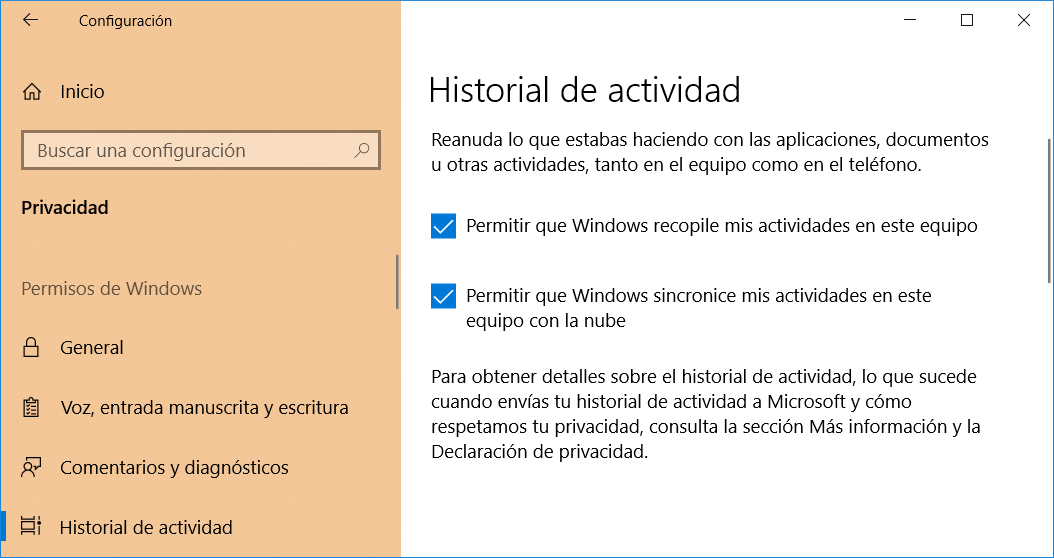 Configuración
Inicio
Buscar una configuración
Privacidad
Permisos de Windows
General
Voz, entrada manuscrita y escritura
Comentarios y diagnósticos
Historial de actividad
Historial de actividad
Reanuda lo que estabas haciendo con las aplicaciones, documentos
u otras actividades, tanto en el equipo como en el teléfono.
Permitir que Windows recopile mis actividades en este equipo
Permitir que Windows sincronice mis actividades en este
equipo con la nube
Para obtener detalles sobre el historial de actividad, lo que sucede
cuando envías tu historial de actividad a Microsoft y cómo
respetamos tu privacidad, consulta la sección Más información y la
Declaración de privacidad.